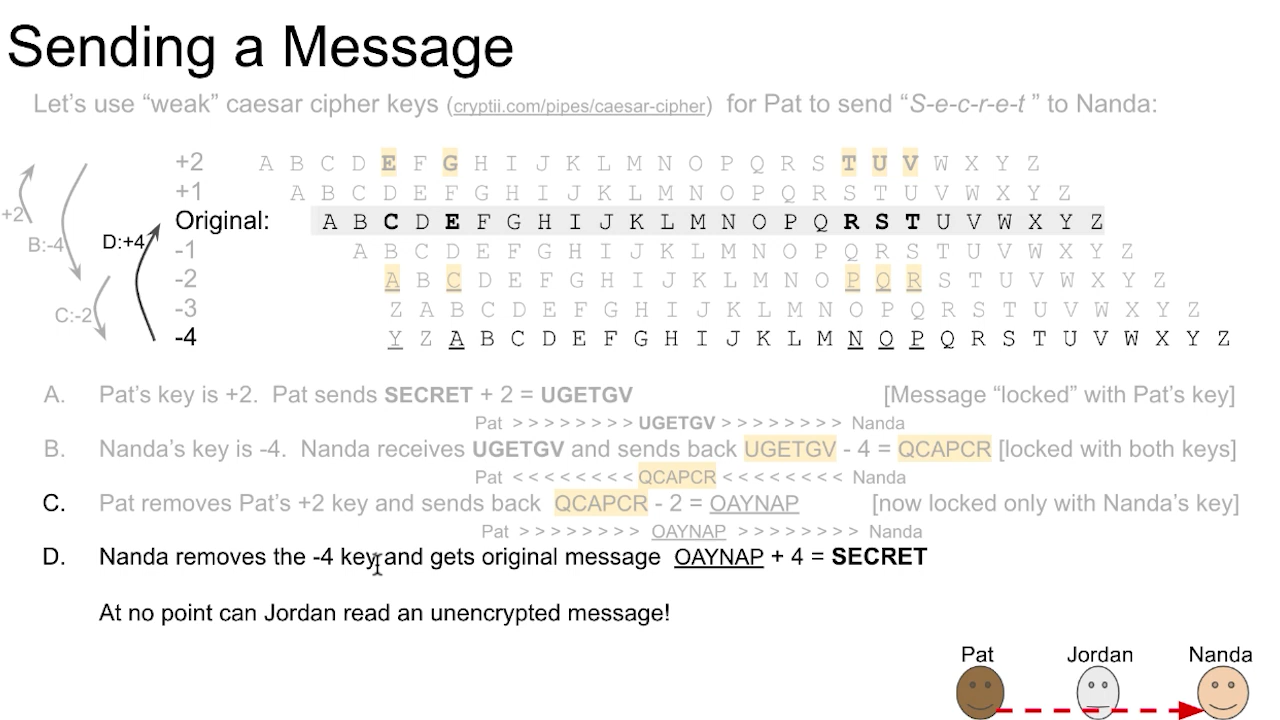 Sending a Message
Let's use “weak” caesar cipher keys (cryptii.com/pipes/caesar-cipher) for Pat to send “S-e-c-r-e-t ” to Nanda:
+2 A B C D E F G H I J K L M N O P Q R S T U V W X Y Z
+1 A B C D E F G H I J K L M N O P Q R S T U V W X Y Z
Original: A B C D E F G H I J K L M N O P Q R S T U V W X Y Z
-1 A B C D E F G H I J K L M N O P Q R S T U V W X Y Z
-2 A B C D E F G H I J K L M N O P Q R S T U V W X Y Z
-3 Z A B C D E F G H I J K L M N O P Q R S T U V W X Y Z
-4 Y Z A B C D E F G H I J K L M N O P Q R S T U V W X Y Z
+2
B:-4
D:+4
C:-2
A. Pat's key is +2. Pat sends SECRET + 2 = UGETGV [Message “locked” with Pat's key]
Pat > > > > > > > > UGETGV > > > > > > > > Nanda
B. Nanda's key is -4. Nanda receives UGETGV and sends back UGETGV - 4 = QCAPCR [locked with both keys]
Pat < < < < < < < < QCAPCR < < < < < < < < Nanda
C. Pat removes Pat's +2 key and sends back QCAPCR - 2 = OAYNAP [now locked only with Nanda's key]
Pat > > > > > > > > OAYNAP > > > > > > > > Nanda
D. Nanda removes the -4 key and gets original message OAYNAP + 4 = SECRET
At no point can Jordan read an unencrypted message!
Pat Jordan Nanda